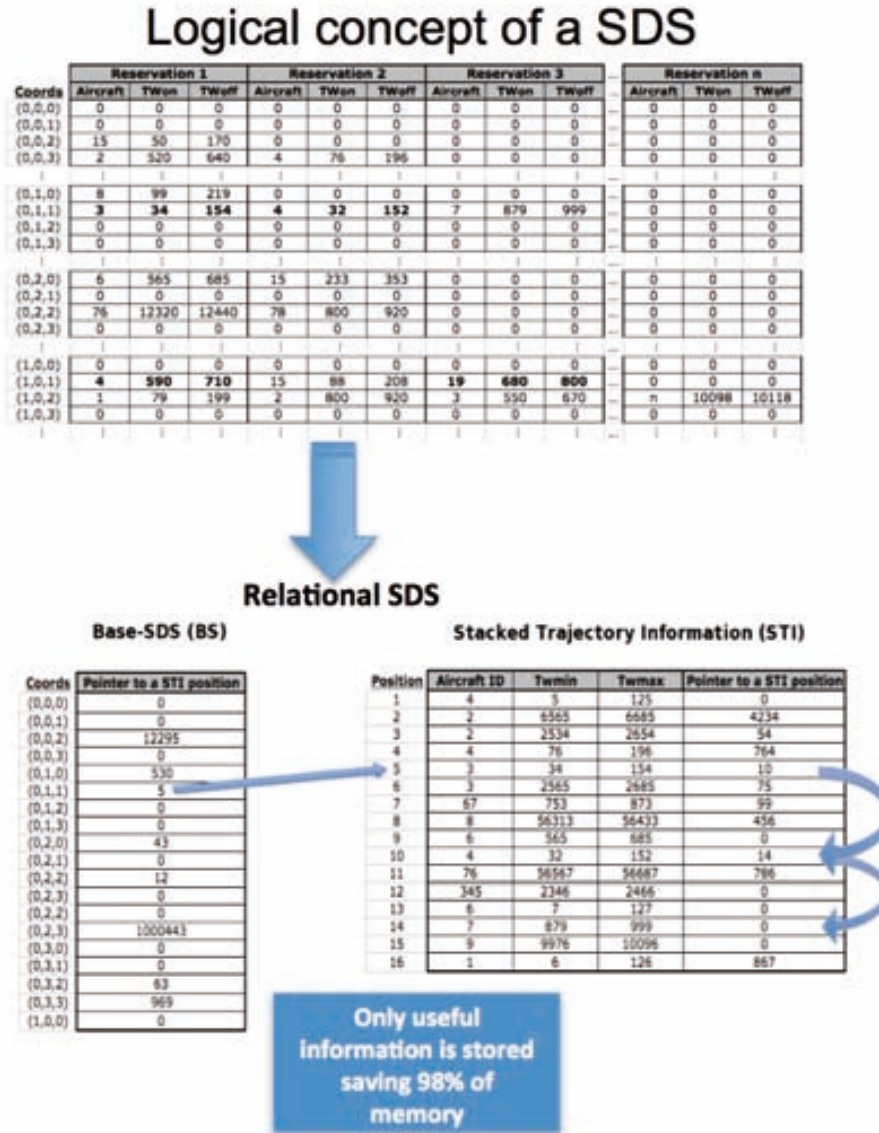 Logical concept of a SDS
Reservation 1 Reservation 2 Reservation 3 ... Reservation n
Coords Aircraft TWon TWoff Aircraft TWon TWoff Aircraft TWon TWoff ... Aircraft TWon TWoff
(0,0,0) 0 0 0 0 0 0 0 0 0 ... 0 0 0
(0,0,1) 0 0 0 0 0 0 0 0 0 ... 0 0 0
(0,0,2) 15 50 170 0 0 0 0 0 0 ... 0 0 0
(0,0,3) 2 520 640 4 76 196 0 0 0 ... 0 0 0
(0,1,0) 8 99 219 0 0 0 0 0 0 ... 0 0 0
(0,1,1) 3 34 154 4 32 152 7 879 999 ... 0 0 0
(0,1,2) 0 0 0 0 0 0 0 0 0 ... 0 0 0
(0,1,3) 0 0 0 0 0 0 0 0 0 ... 0 0 0
(0,2,0) 6 565 685 15 233 353 0 0 0 ... 0 0 0
(0,2,1) 0 0 0 0 0 0 0 0 0 ... 0 0 0
(0,2,2) 76 12320 12440 78 800 920 0 0 0 ... 0 0 0
(0,2,3) 0 0 0 0 0 0 0 0 0 ... 0 0 0
(1,0,0) 0 0 0 0 0 0 0 0 0 ... 0 0 0
(1,0,1) 4 590 710 15 88 208 19 680 800 ... 0 0 0
(1,0,2) 1 79 199 2 800 920 3 550 670 ... n 10098 10118
(1,0,3) 0 0 0 0 0 0 0 0 0 ... 0 0 0
Relational SDS
Base-SDS (BS)
Coords Pointer to a STI position
(0,0,0) 0
(0,0,1) 0
(0,0,2) 12295
(0,0,3) 0
(0,1,0) 530
(0,1,1) 5
(0,1,2) 0
(0,1,3) 0
(0,2,0) 43
(0,2,1) 0
(0,2,2) 12
(0,2,3) 0
(0,2,2) 0
(0,2,3) 1000443
(0,3,0) 0
(0,3,1) 0
(0,3,2) 63
(0,3,3) 969
(1,0,0) 0
Stacked Trajectory Information (STI)
Position Aircraft ID Twmin Twmax Pointer to a STI position
1 4 5 125 0
2 2 6565 6685 4234
3 2 2534 2654 54
4 4 76 196 764
5 3 34 154 10
6 3 2565 2685 75
7 67 753 873 99
8 8 56313 56433 456
9 6 565 685 0
10 4 32 152 14
11 76 56567 56687 786
12 345 2346 2466 0
13 6 7 127 0
14 7 879 999 0
15 9 9976 10096 0
16 1 6 126 867
Only useful
information is stored
saving 98% of
memory